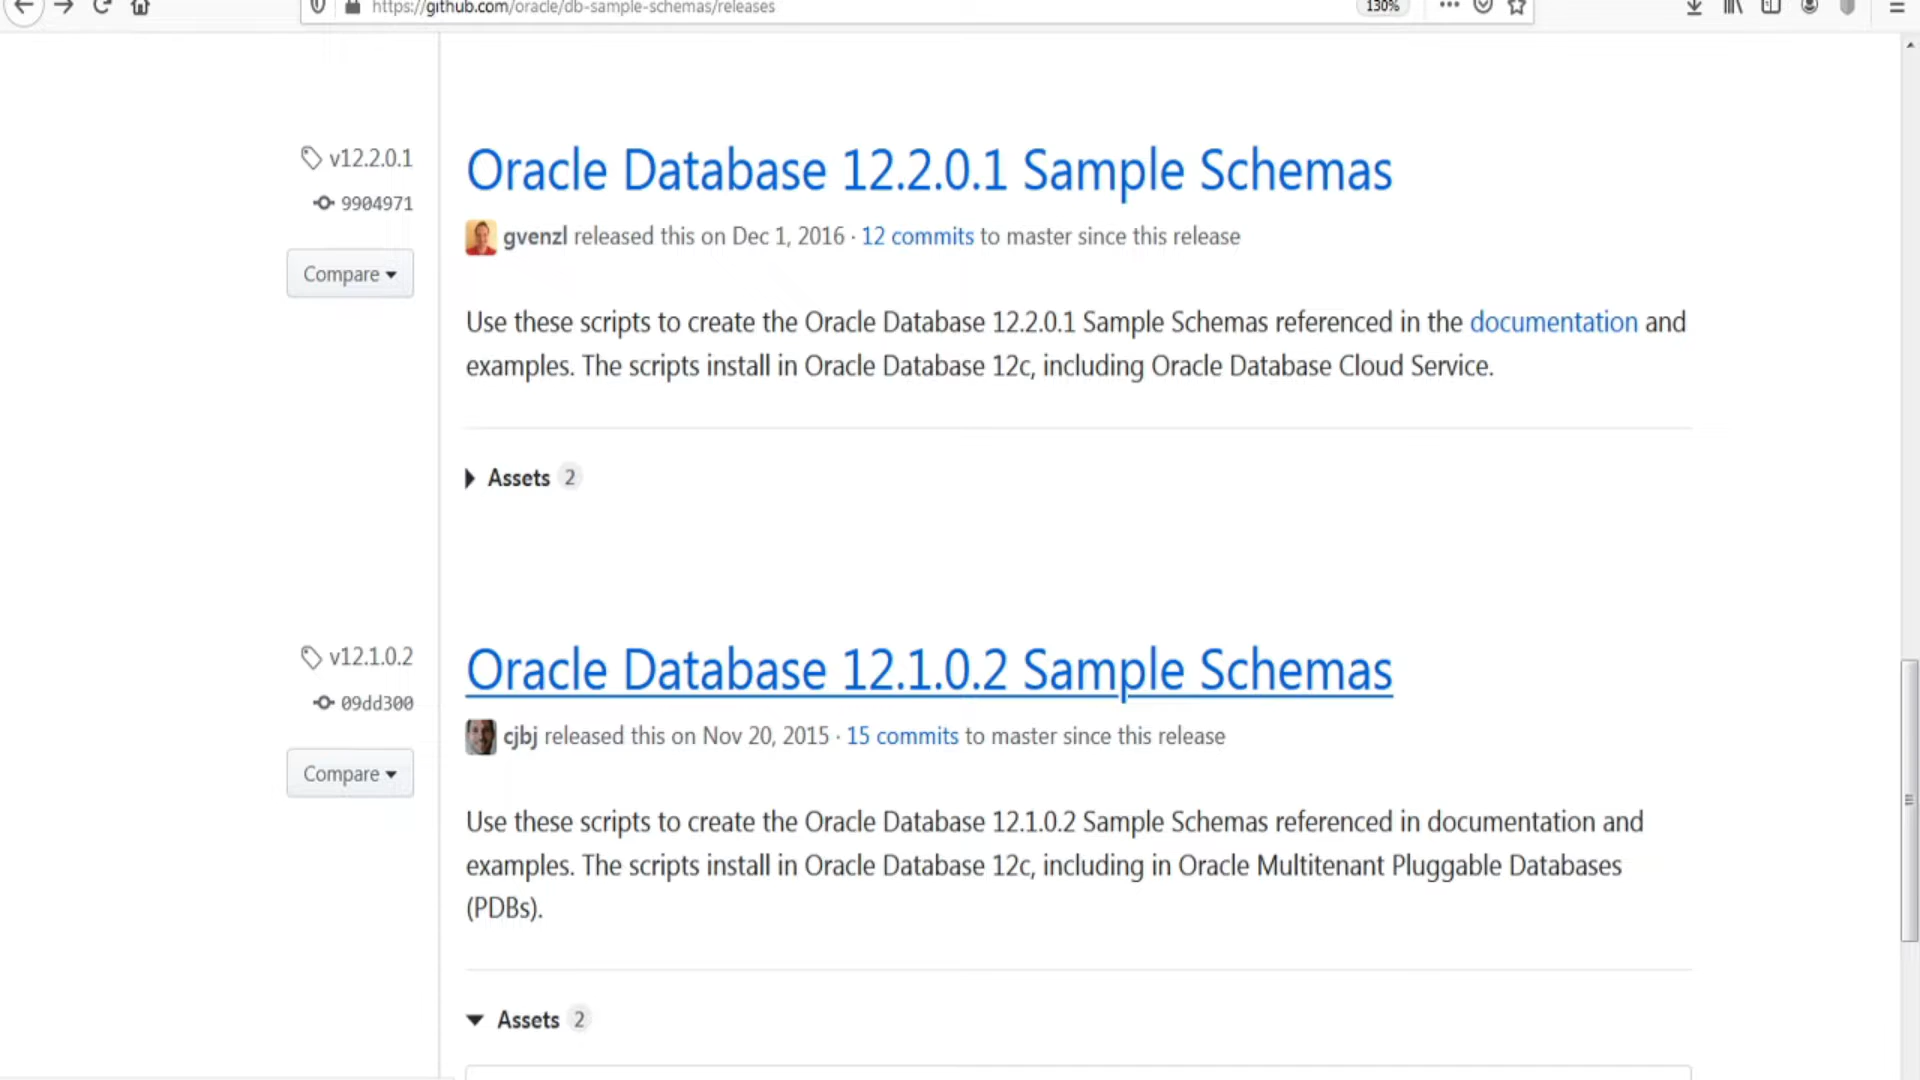 https://github.com/oracle/db-sample-schemas/releases
130%
v12.2.0.1
9904971
Compare
Oracle Database 12.2.0.1 Sample Schemas
gvenzl released this on Dec 1, 2016 · 12 commits to master since this release
Use these scripts to create the Oracle Database 12.2.0.1 Sample Schemas referenced in the documentation and
examples. The scripts install in Oracle Database 12c, including Oracle Database Cloud Service.
Assets 2
v12.1.0.2
09dd300
Compare
Oracle Database 12.1.0.2 Sample Schemas
cjbj released this on Nov 20, 2015 · 15 commits to master since this release
Use these scripts to create the Oracle Database 12.1.0.2 Sample Schemas referenced in documentation and
examples. The scripts install in Oracle Database 12c, including in Oracle Multitenant Pluggable Databases
(PDBs).
Assets 2